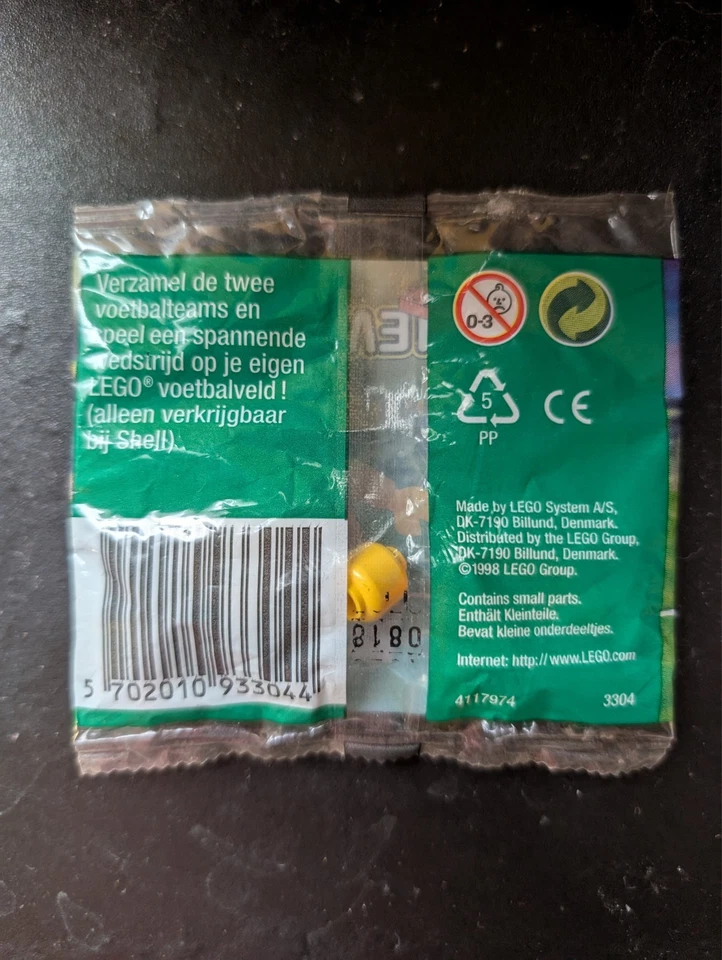 Verzamel de twee
voetbalteams en
speel een spannende
wedstrijd op je eigen
LEGO® voetbalveld !
(alleen verkrijgbaar
bij Shell).
5 702010 933044
0818
0-3
5
PP
CE
Made by LEGO System A/S,
DK-7190 Billund, Denmark.
Distributed by the LEGO Group,
DK-7190 Billund, Denmark.
©1998 LEGO Group.
Contains small parts.
Enthält Kleinteile.
Bevat kleine onderdeeltjes.
Internet: http://www.LEGO.com
4117974 3304